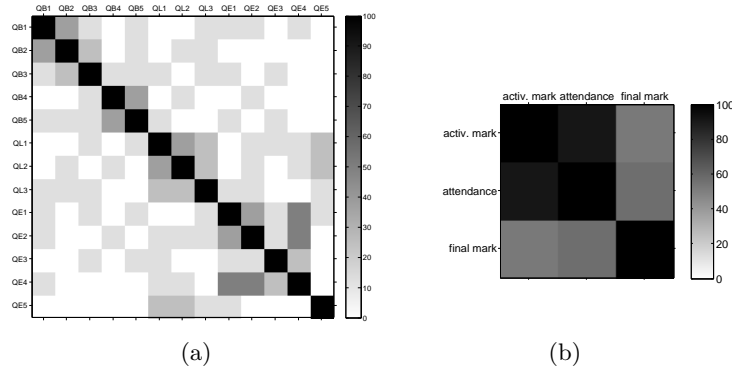 QB1 QB2 QB3 QB4 QB5 QL1 QL2 QL3 QE1 QE2 QE3 QE4 QE5
QB1
QB2
QB3
QB4
QB5
QL1
QL2
QL3
QE1
QE2
QE3
QE4
QE5
100
90
80
70
60
50
40
30
20
10
0
(a)
activ. mark attendance final mark
activ. mark
attendance
final mark
100
80
60
40
20
0
(b)